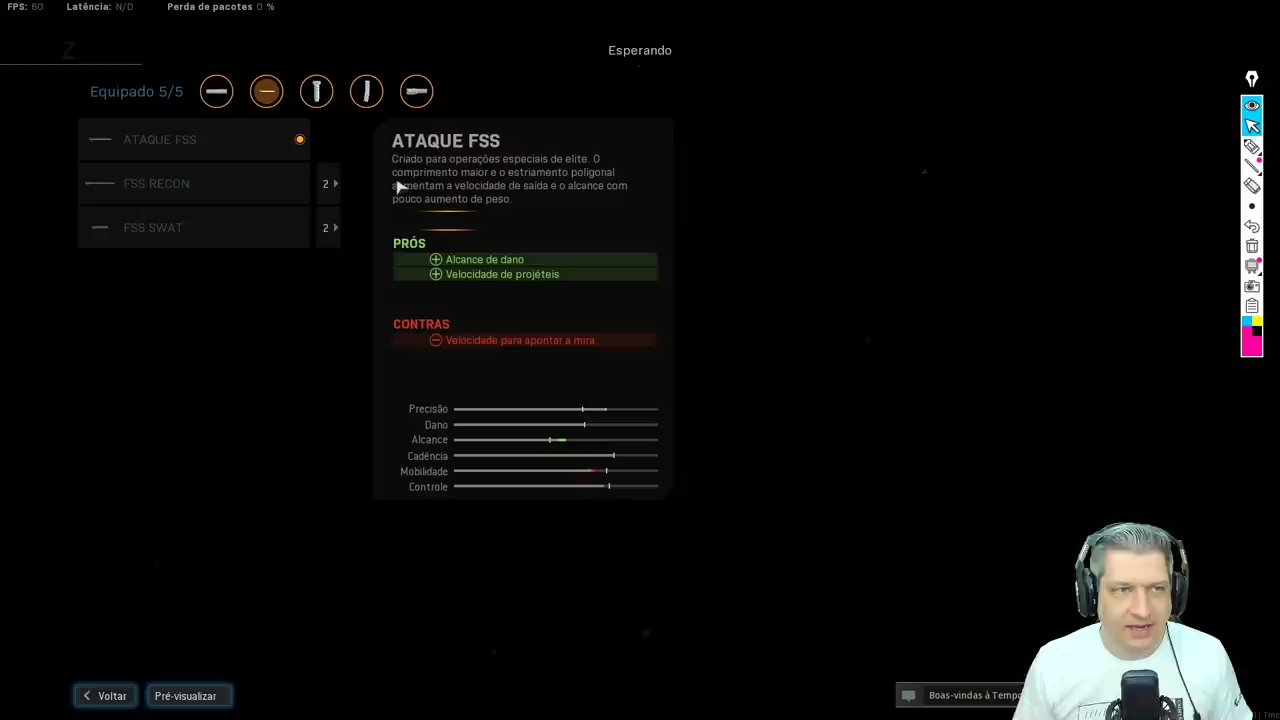 FPS: 60 Latência: N/D Perda de pacotes 0 %
Z
Esperando
Equipado 5/5
ATAQUE FSS
FSS RECON 2
FSS SWAT 2
ATAQUE FSS
Criado para operações especiais de elite. O
comprimento maior e o estriamento poligonal
aumentam a velocidade de saída e o alcance com
pouco aumento de peso.
PRÓS
Alcance de dano
Velocidade de projéteis
CONTRAS
Velocidade para apontar a mira
Precisão
Dano
Alcance
Cadência
Mobilidade
Controle
Voltar
Pré-visualizar
Boas-vindas à Tempo